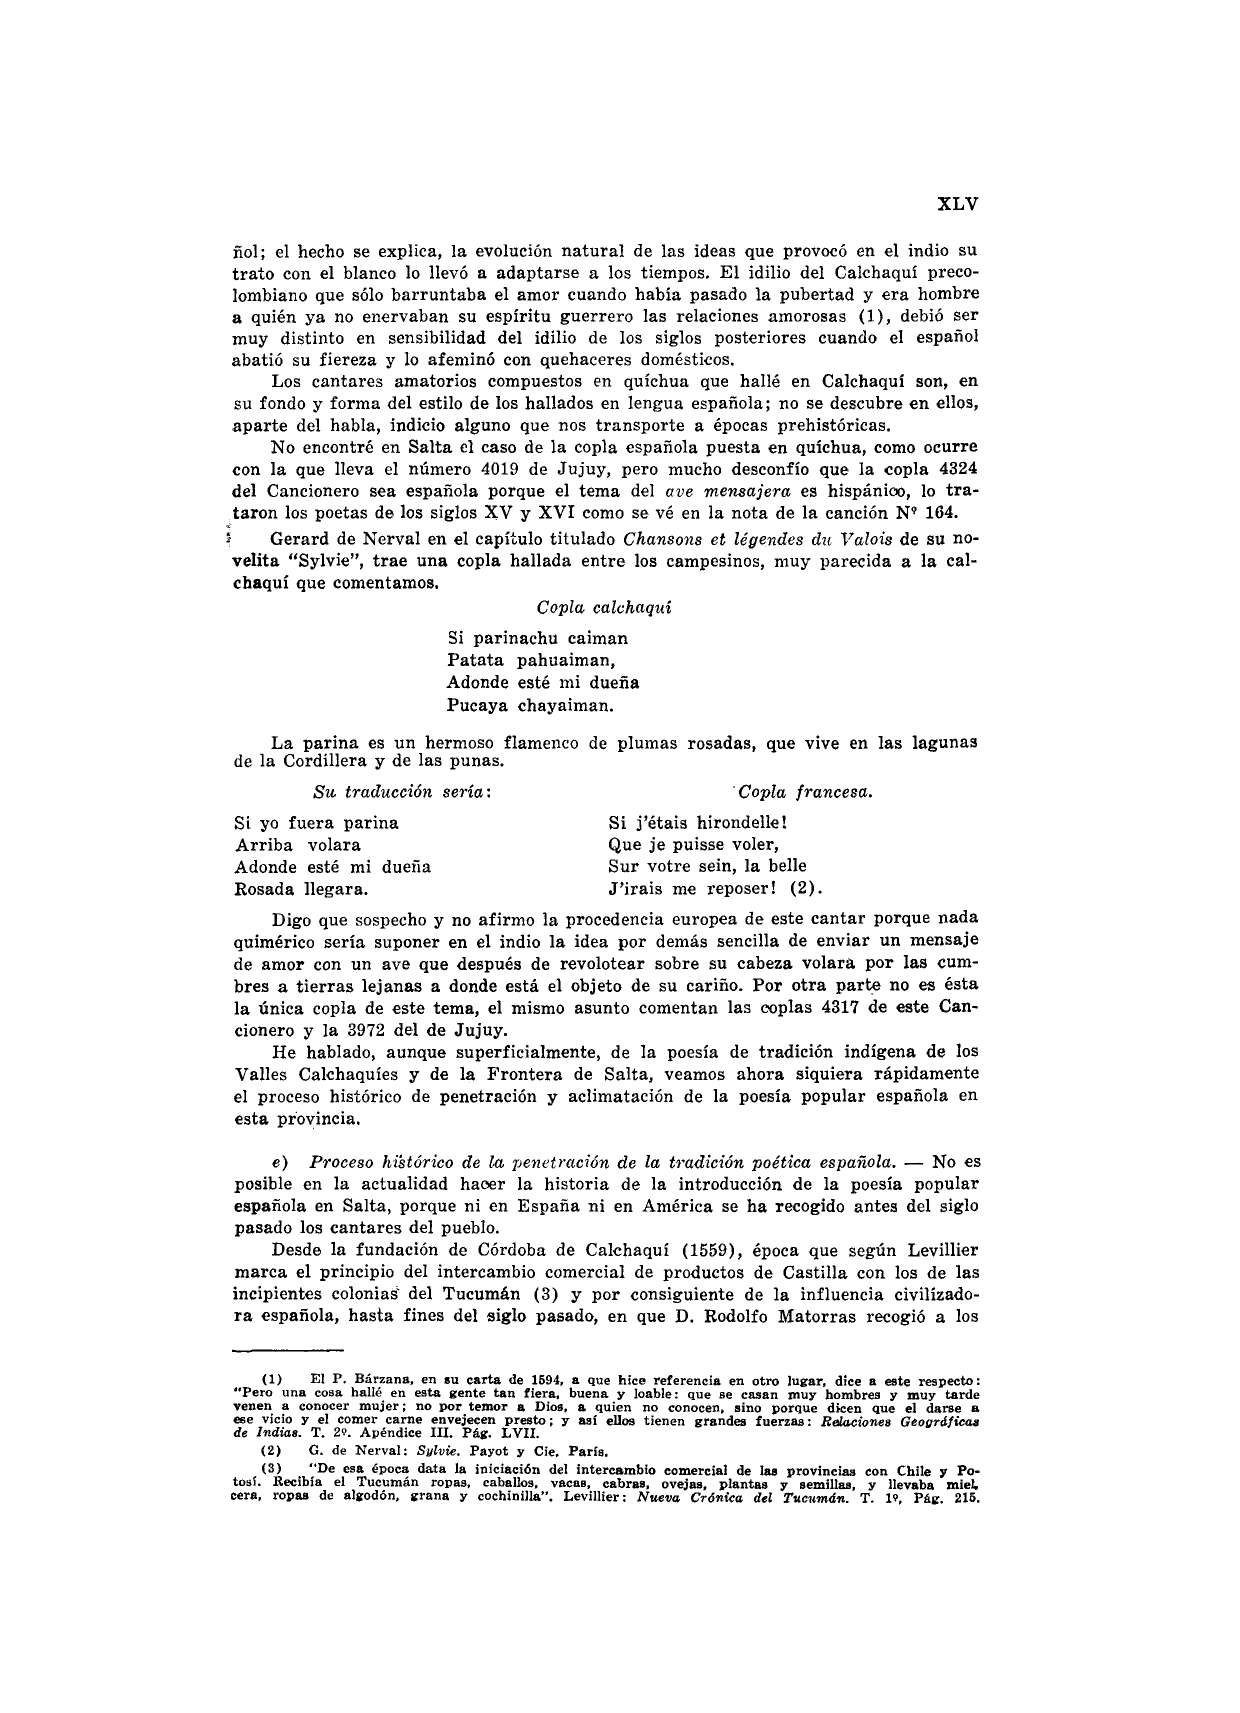 XLV
ñol; el hecho se explica, la evolución natural de las ideas que provocó en el indio su
trato con el blanco lo llevó a adaptarse a los tiempos. El idilio del Calchaquí preco-
lombiano que sólo barruntaba el amor cuando había pasado la pubertad y era hombre
a quién ya no enervaban su espíritu guerrero las relaciones amorosas (1), debió ser
muy distinto en sensibilidad del idilio de los siglos posteriores cuando el español
abatió su fiereza y lo afeminó con quehaceres domésticos.
Los cantares amatorios compuestos en quíchua que hallé en Calchaquí son, en
su fondo y forma del estilo de los hallados en lengua española; no se descubre en ellos,
aparte del habla, indicio alguno que nos transporte a épocas prehistóricas.
No encontré en Salta el caso de la copla española puesta en quíchua, como ocurre
con la que lleva el número 4019 de Jujuy, pero mucho desconfío que la copla 4324
del Cancionero sea española porque el tema del ave mensajera es hispánico, lo tra-
taron los poetas de los siglos XV y XVI como se vé en la nota de la canción Nº 164.
Gerard de Nerval en el capítulo titulado Chansons et légendes du Valois de su no-
velita "Sylvie", trae una copla hallada entre los campesinos, muy parecida a la cal-
chaquí que comentamos.
Copla calchaquí
Si parinachu caiman
Patata pahuaiman,
Adonde esté mi dueña
Pucaya chayaiman.
La parina es un hermoso flamenco de plumas rosadas, que vive en las lagunas
de la Cordillera y de las punas.
Su traducción sería:
Si yo fuera parina
Arriba volara
Adonde esté mi dueña
Rosada llegara.
Copla francesa.
Si j'étais hirondelle!
Que je puisse voler,
Sur votre sein, la belle
J'irais me reposer! (2).
Digo que sospecho y no afirmo la procedencia europea de este cantar porque nada
quimérico sería suponer en el indio la idea por demás sencilla de enviar un mensaje
de amor con un ave que después de revolotear sobre su cabeza volara por las cum-
bres a tierras lejanas a donde está el objeto de su cariño. Por otra parte no es ésta
la única copla de este tema, el mismo asunto comentan las coplas 4317 de este Can-
cionero y la 3972 del de Jujuy.
He hablado, aunque superficialmente, de la poesía de tradición indígena de los
Valles Calchaquíes y de la Frontera de Salta, veamos ahora siquiera rápidamente
el proceso histórico de penetración y aclimatación de la poesía popular española en
esta provincia.
e) Proceso histórico de la penetración de la tradición poética española. — No es
posible en la actualidad hacer la historia de la introducción de la poesía popular
española en Salta, porque ni en España ni en América se ha recogido antes del siglo
pasado los cantares del pueblo.
Desde la fundación de Córdoba de Calchaquí (1559), época que según Levillier
marca el principio del intercambio comercial de productos de Castilla con los de las
incipientes colonias del Tucumán (3) y por consiguiente de la influencia civilizado-
ra española, hasta fines del siglo pasado, en que D. Rodolfo Matorras recogió a los
(1) El P. Bárzana, en su carta de 1594, a que hice referencia en otro lugar, dice a este respecto:
"Pero una cosa hallé en esta gente tan fiera, buena y loable: que se casan muy hombres y muy tarde
venen a conocer mujer; no por temor a Dios, a quien no conocen, sino porque dicen que el darse a
ese vicio y el comer carne envejecen presto; y así ellos tienen grandes fuerzas: Relaciones Geográficas
de Indias. T. 2º. Apéndice III. Pág. LVII.
(2) G. de Nerval: Sylvie. Payot y Cie. París.
(3) "De esa época data la iniciación del intercambio comercial de las provincias con Chile y Po-
tosí. Recibía el Tucumán ropas, caballos, vacas, cabras, ovejas, plantas y semillas, y llevaba miel,
cera, ropas de algodón, grana y cochinilla". Levillier: Nueva Crónica del Tucumán. T. 1º, Pág. 215.